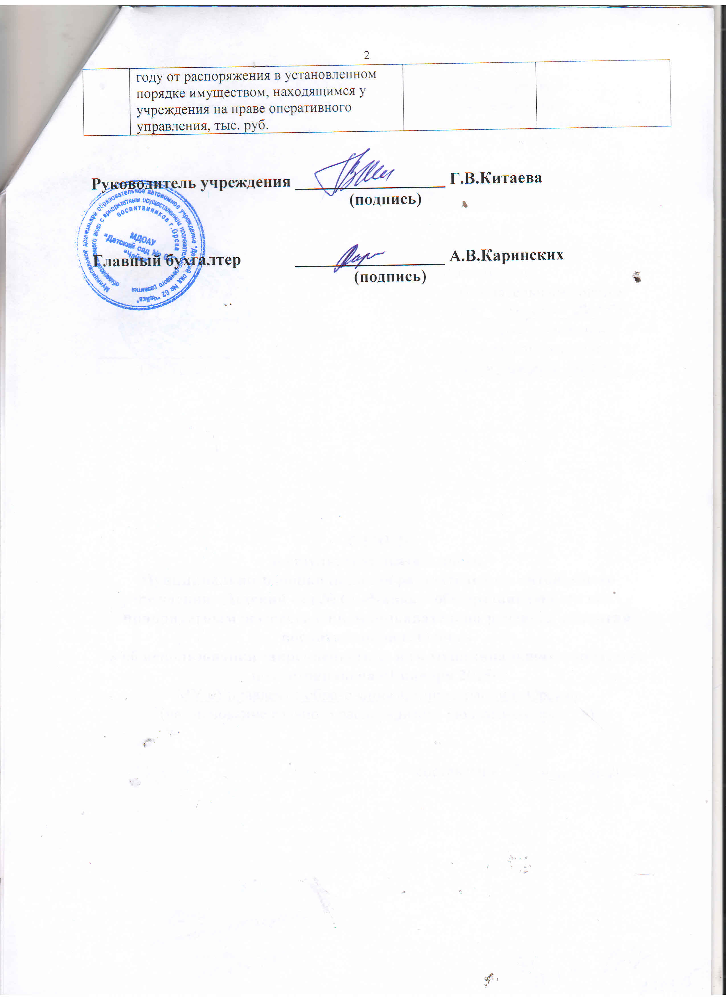 2
году от распоряжения в установленном
порядке имуществом, находящимся у
учреждения на праве оперативного
управления, тыс. руб.
Руководитель учреждения ________________ Г.В.Китаева
(подпись)
Муниципальное дошкольное образовательное автономное учреждение "Детский сад № 62 "Чайка"
общеразвивающего вида с приоритетным осуществлением познавательно-речевого развития
воспитанников г.Орска
МДОАУ
"Детский сад № 62
"Чайка"
Главный бухгалтер ________________ А.В.Каринских
(подпись)